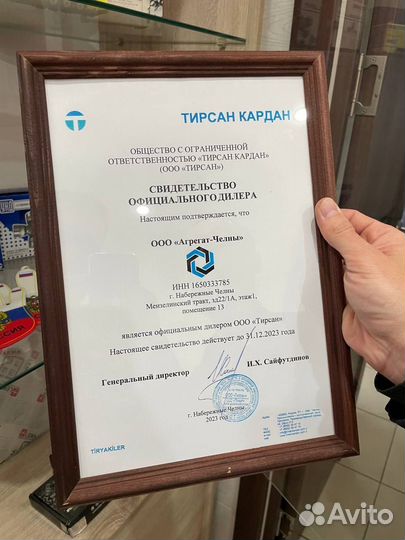 ТИРСАН КАРДАН
ОБЩЕСТВО С ОГРАНИЧЕННОЙ
ОТВЕТСТВЕННОСТЬЮ «ТИРСАН КАРДАН»
(ООО «ТИРСАН»)
СВИДЕТЕЛЬСТВО
ОФИЦИАЛЬНОГО ДИЛЕРА
Настоящим подтверждается, что
ООО «Агрегат-Челны»
ИНН 1650333785
г. Набережные Челны
Мензелинский тракт, зд22/1А, этаж1,
помещение 13
является официальным дилером ООО «Тирсан»
Настоящее свидетельство действует до 31.12.2023 года
Генеральный директор И.Х. Сайфутдинов
г. Набережные Челны
2023 год
TİRYAKİLER
РОССИЯ
Avito